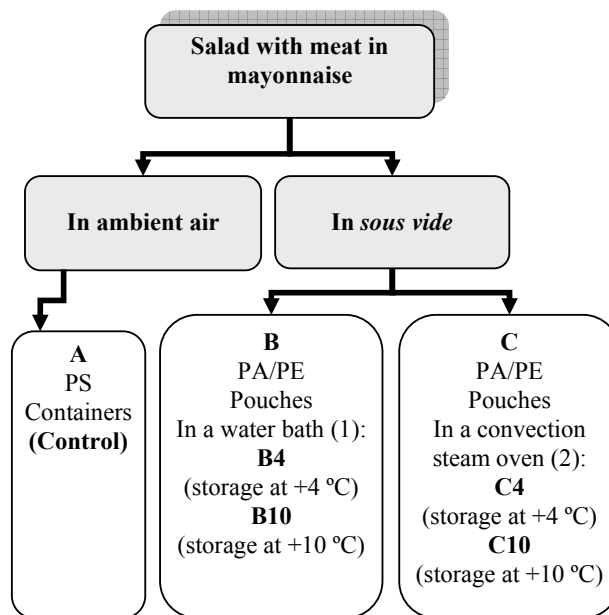 Salad with meat in
mayonnaise
In ambient air
In sous vide
A
PS
Containers
(Control)
B
PA/PE
Pouches
In a water bath (1):
B4
(storage at +4 ºC)
B10
(storage at +10 ºC)
C
PA/PE
Pouches
In a convection
steam oven (2):
C4
(storage at +4 ºC)
C10
(storage at +10 ºC)